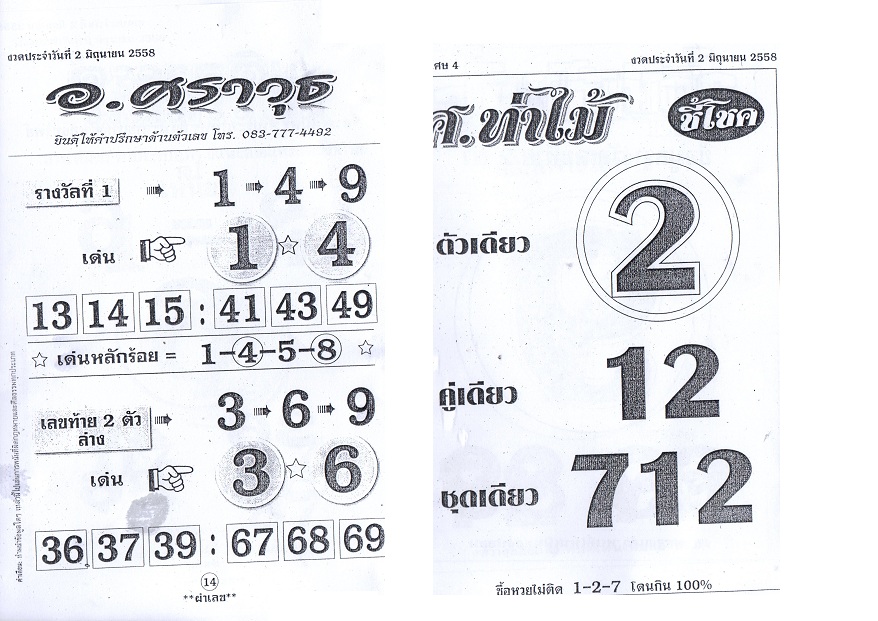 งวดประจำวันที่ 2 มิถุนายน 2558
อ.ศราวุธ
ยินดีให้คำปรึกษาด้านตัวเลข โทร. 083-777-4492
รางวัลที่ 1 1 4 9
เด่น 1 4
13 14 15 : 41 43 49
เด่นหลักร้อย = 1-4-5-8
เลขท้าย 2 ตัว 3 6 9
ล่าง
เด่น 3 6
36 37 39 : 67 68 69
14
**ผ่าเลข**
ศษ 4 งวดประจำวันที่ 2 มิถุนายน 2558
ศ.ท่าไม้ ชี้โชค
ตัวเดียว 2
คู่เดียว 12
ชุดเดียว 712
ซื้อหวยไม่ติด 1-2-7 โดนกิน 100%